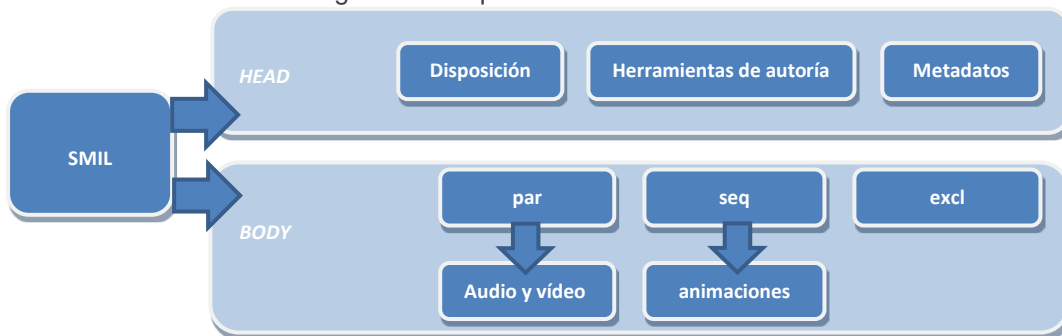 SMIL
HEAD
Disposición
Herramientas de autoría
Metadatos
BODY
par
seq
excl
Audio y vídeo
animaciones